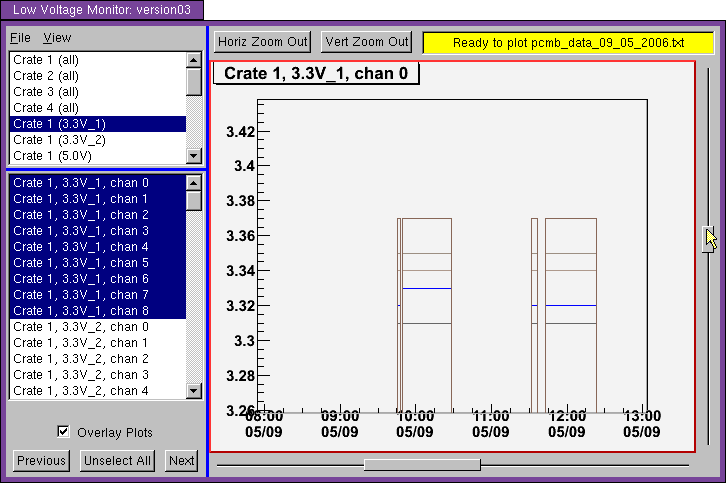 Low Voltage Monitor: version03
File View
Horiz Zoom Out
Vert Zoom Out
Ready to plot pcmb_data_09_05_2006.txt
Crate 1 (all)
Crate 2 (all)
Crate 3 (all)
Crate 4 (all)
Crate 1 (3.3V_1)
Crate 1 (3.3V_2)
Crate 1 (5.0V)
Crate 1, 3.3V_1, chan 0
Crate 1, 3.3V_1, chan 1
Crate 1, 3.3V_1, chan 2
Crate 1, 3.3V_1, chan 3
Crate 1, 3.3V_1, chan 4
Crate 1, 3.3V_1, chan 5
Crate 1, 3.3V_1, chan 6
Crate 1, 3.3V_1, chan 7
Crate 1, 3.3V_1, chan 8
Crate 1, 3.3V_2, chan 0
Crate 1, 3.3V_2, chan 1
Crate 1, 3.3V_2, chan 2
Crate 1, 3.3V_2, chan 3
Crate 1, 3.3V_2, chan 4
Overlay Plots
Previous
Unselect All
Next
Crate 1, 3.3V_1, chan 0
3.42
3.4
3.38
3.36
3.34
3.32
3.3
3.28
3.26
08:00 09:00 10:00 11:00 12:00 13:00
05/09 05/09 05/09 05/09 05/09 05/09